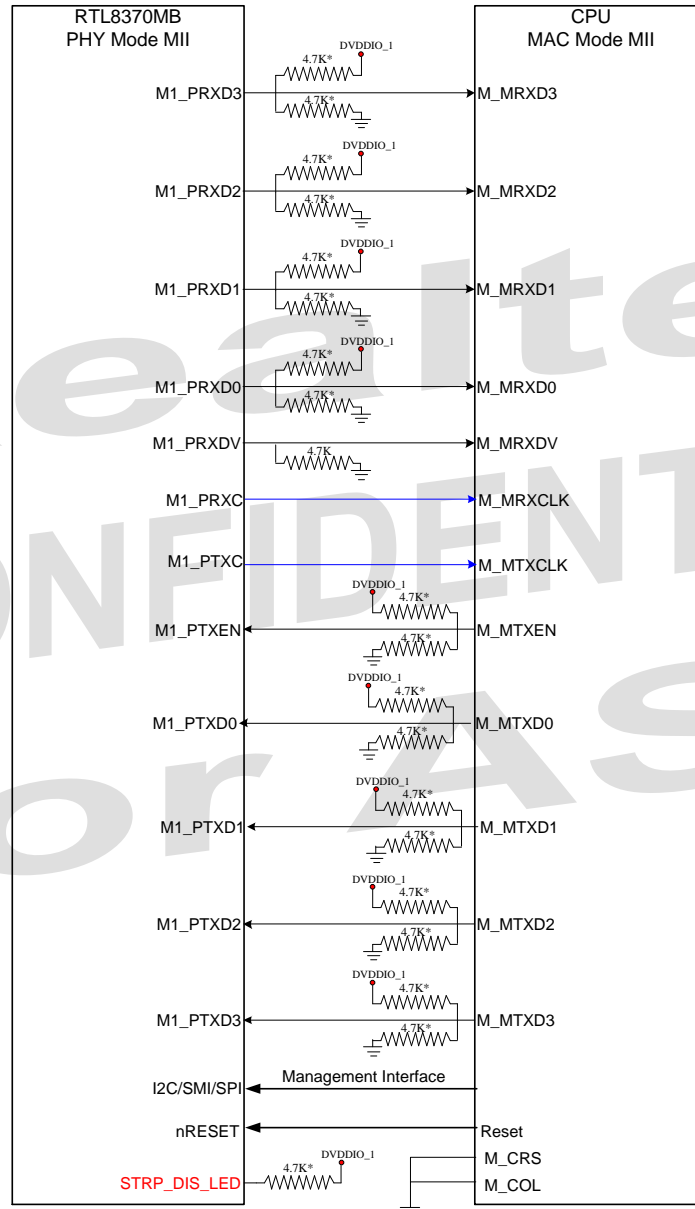 RTL8370MB
PHY Mode MII
CPU
MAC Mode MII
DVDDIO_1
4.7K*
M1_PRXD3
M_MRXD3
4.7K*
DVDDIO_1
4.7K*
M1_PRXD2
M_MRXD2
4.7K*
DVDDIO_1
4.7K*
M1_PRXD1
M_MRXD1
4.7K*
DVDDIO_1
4.7K*
M1_PRXD0
M_MRXD0
4.7K*
M1_PRXDV
M_MRXDV
4.7K
M1_PRXC
M_MRXCLK
M1_PTXC
M_MTXCLK
DVDDIO_1
4.7K*
M1_PTXEN
M_MTXEN
4.7K*
DVDDIO_1
4.7K*
M1_PTXD0
M_MTXD0
4.7K*
DVDDIO_1
4.7K*
M1_PTXD1
M_MTXD1
4.7K*
DVDDIO_1
4.7K*
M1_PTXD2
M_MTXD2
4.7K*
DVDDIO_1
4.7K*
M1_PTXD3
M_MTXD3
4.7K*
Management Interface
I2C/SMI/SPI
nRESET
Reset
M_CRS
DVDDIO_1
4.7K*
STRP_DIS_LED
M_COL
ealte
ONFIDENT
or AS